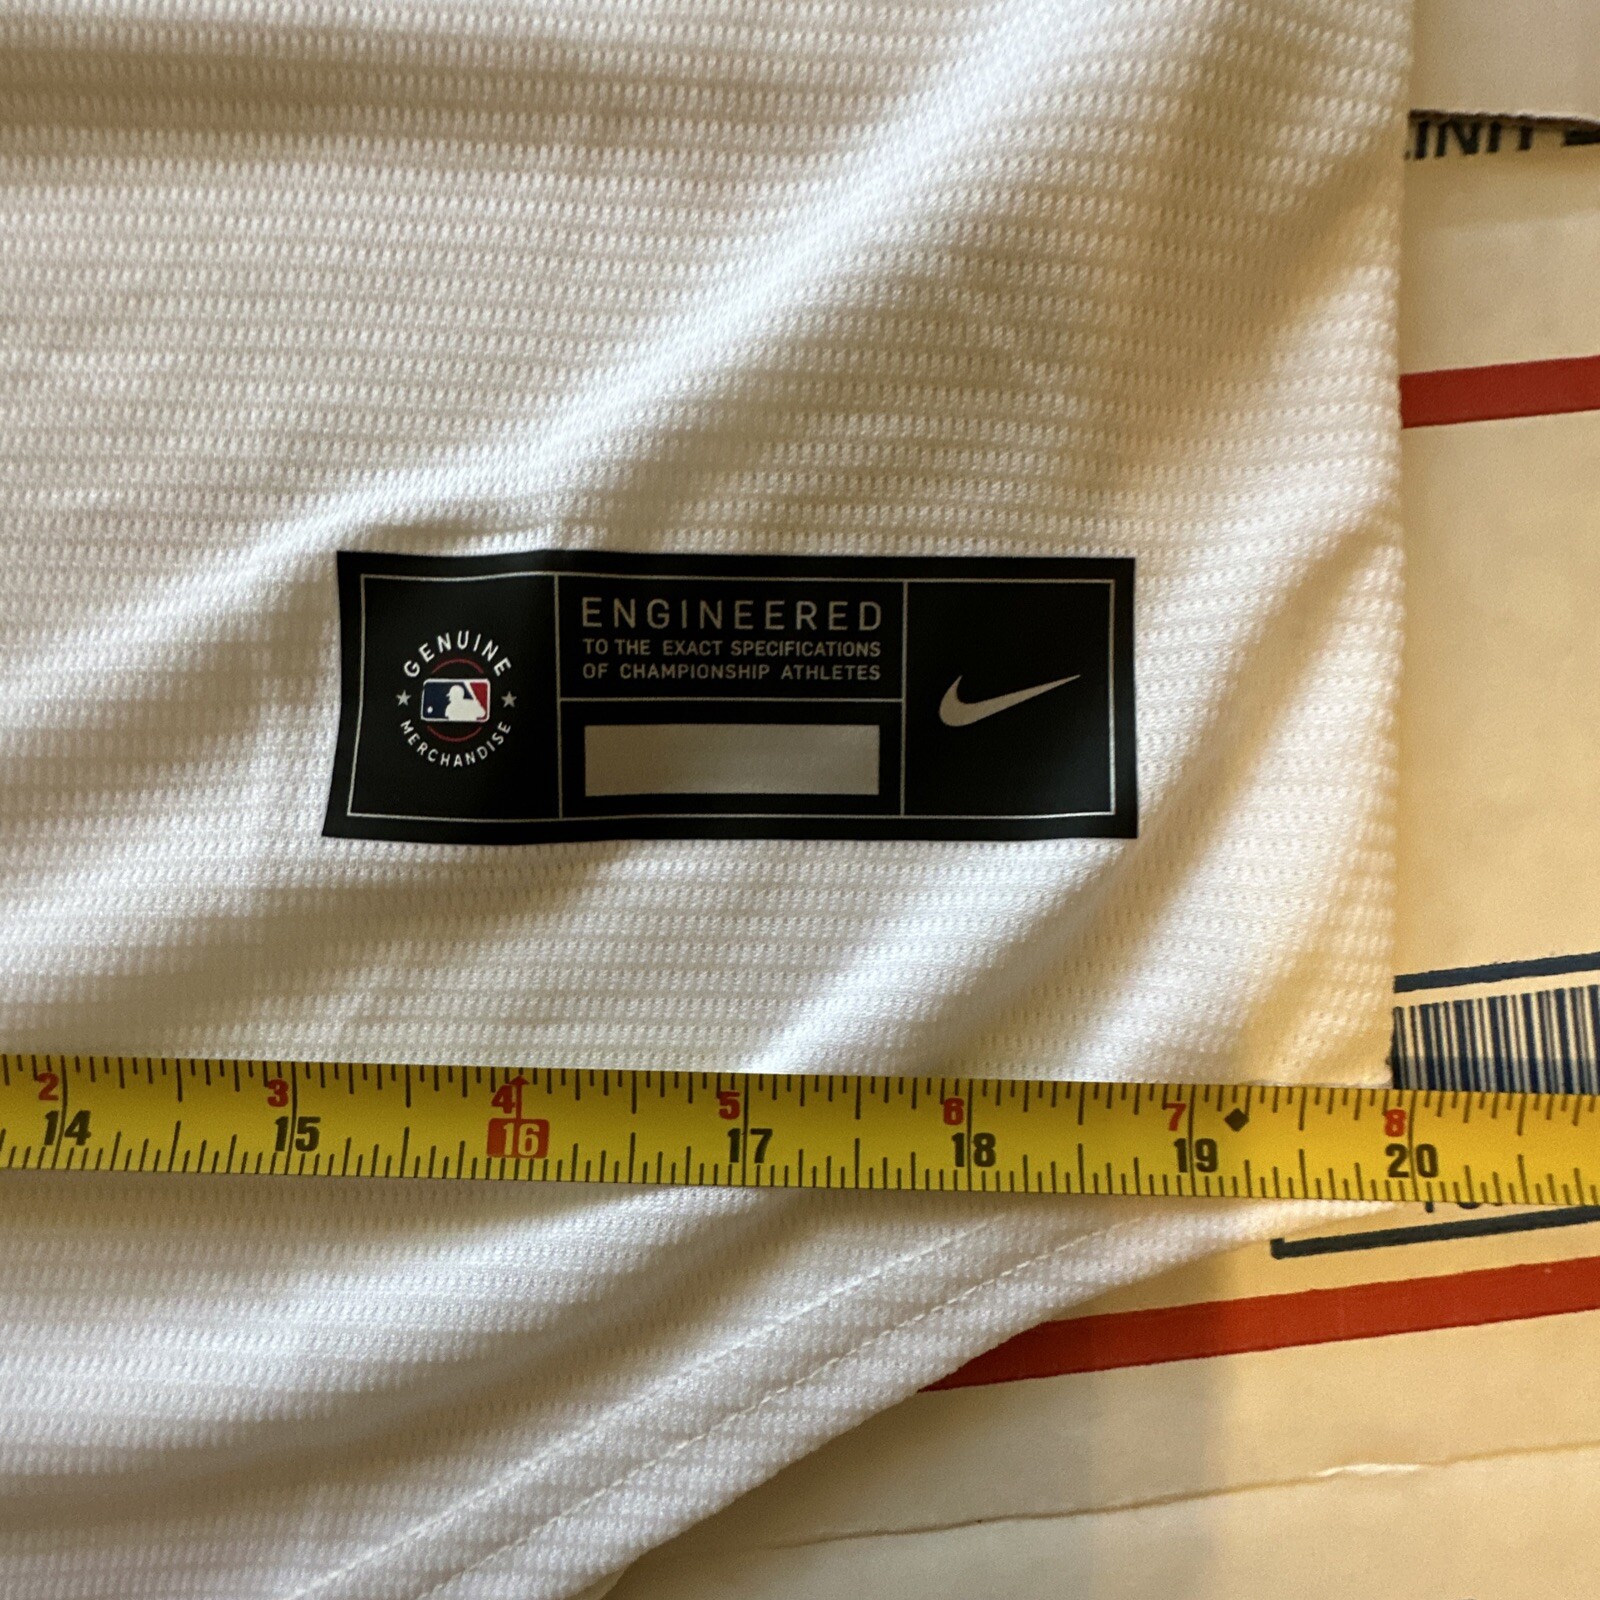 GENUINE
MERCHANDISE
ENGINEERED
TO THE EXACT SPECIFICATIONS
OF CHAMPIONSHIP ATHLETES
2 3 4 5 6 7 8
14 15 16 17 18 19 20